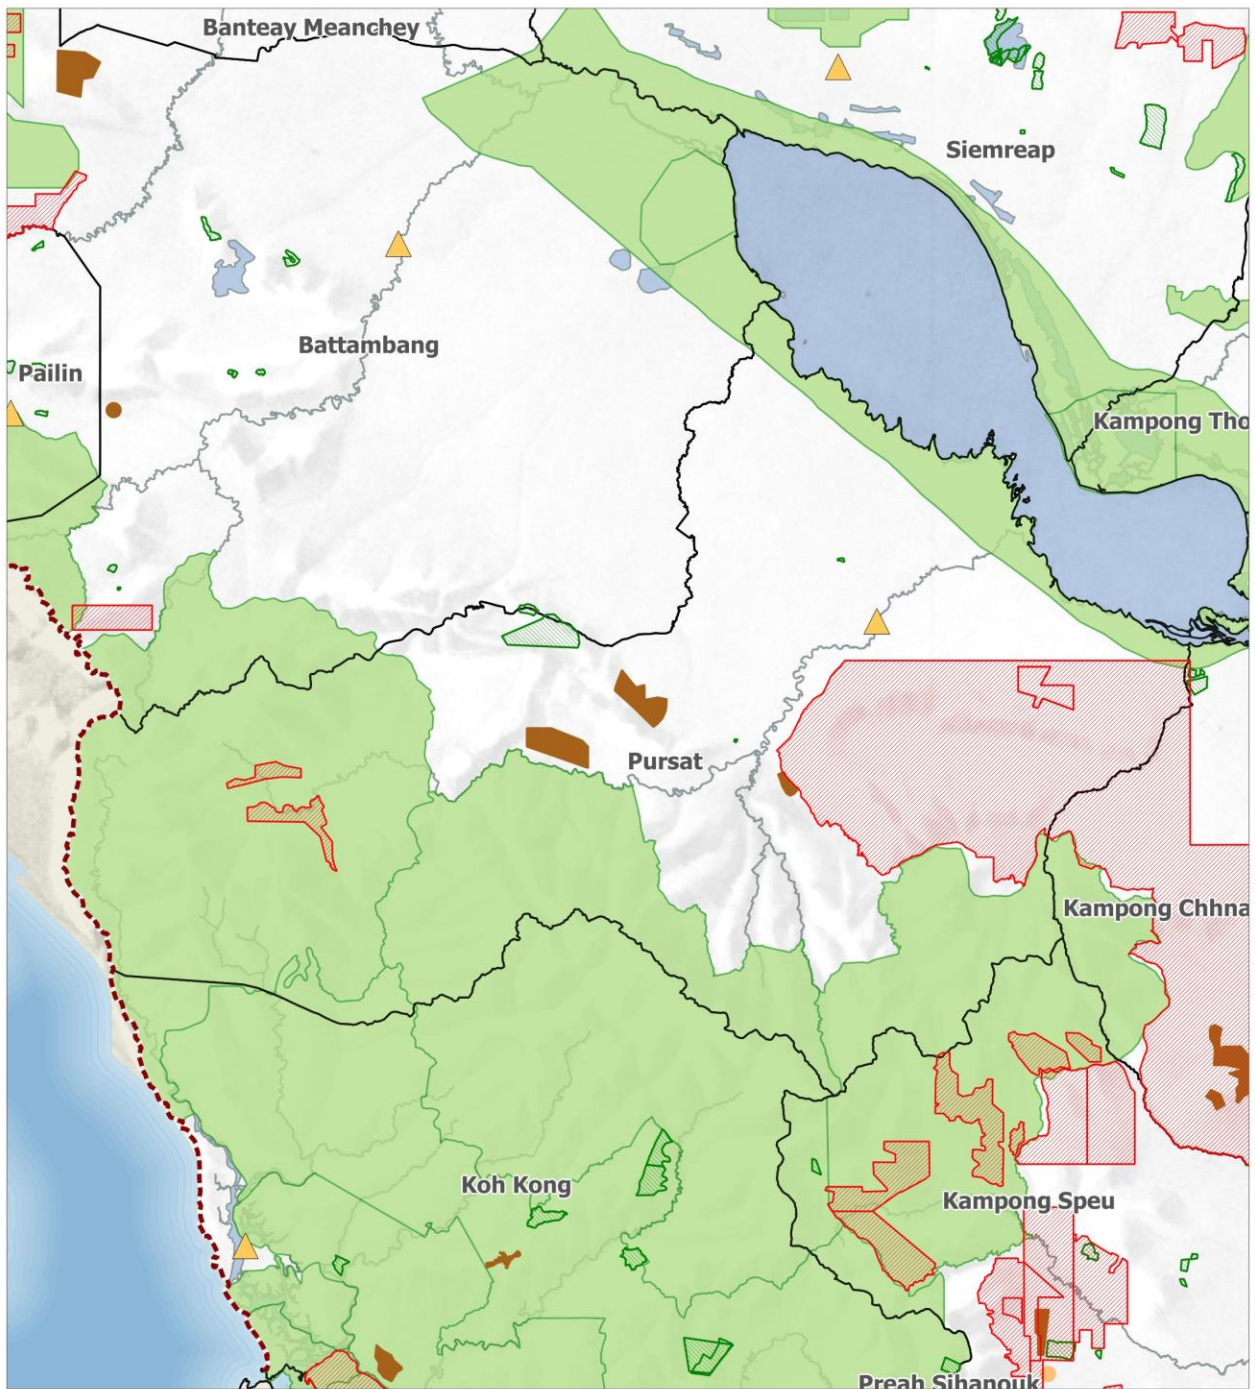 Banteay Meanchey
Siemreap
Battambang
Pailin
Kampong Tho
Pursat
Kampong Chhna
Koh Kong
Kampong Speu
Preah Sihanouk